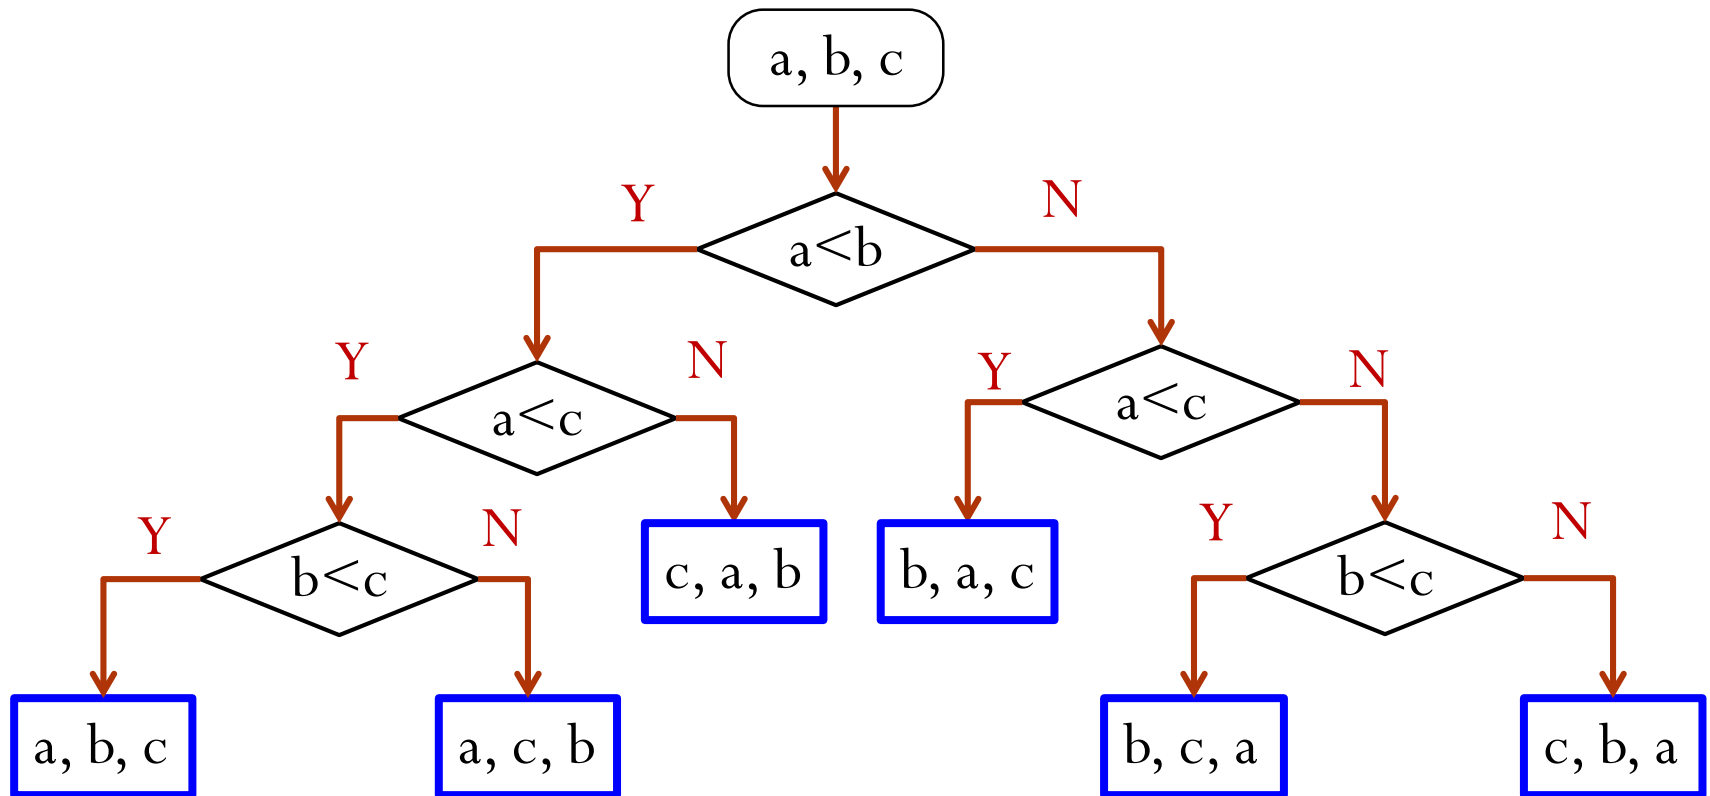 a, b, c
Y
N
a<b
Y
N
Y
N
a<c
a<c
Y
N
Y
N
b<c
c, a, b
b, a, c
b<c
a, b, c
a, c, b
b, c, a
c, b, a